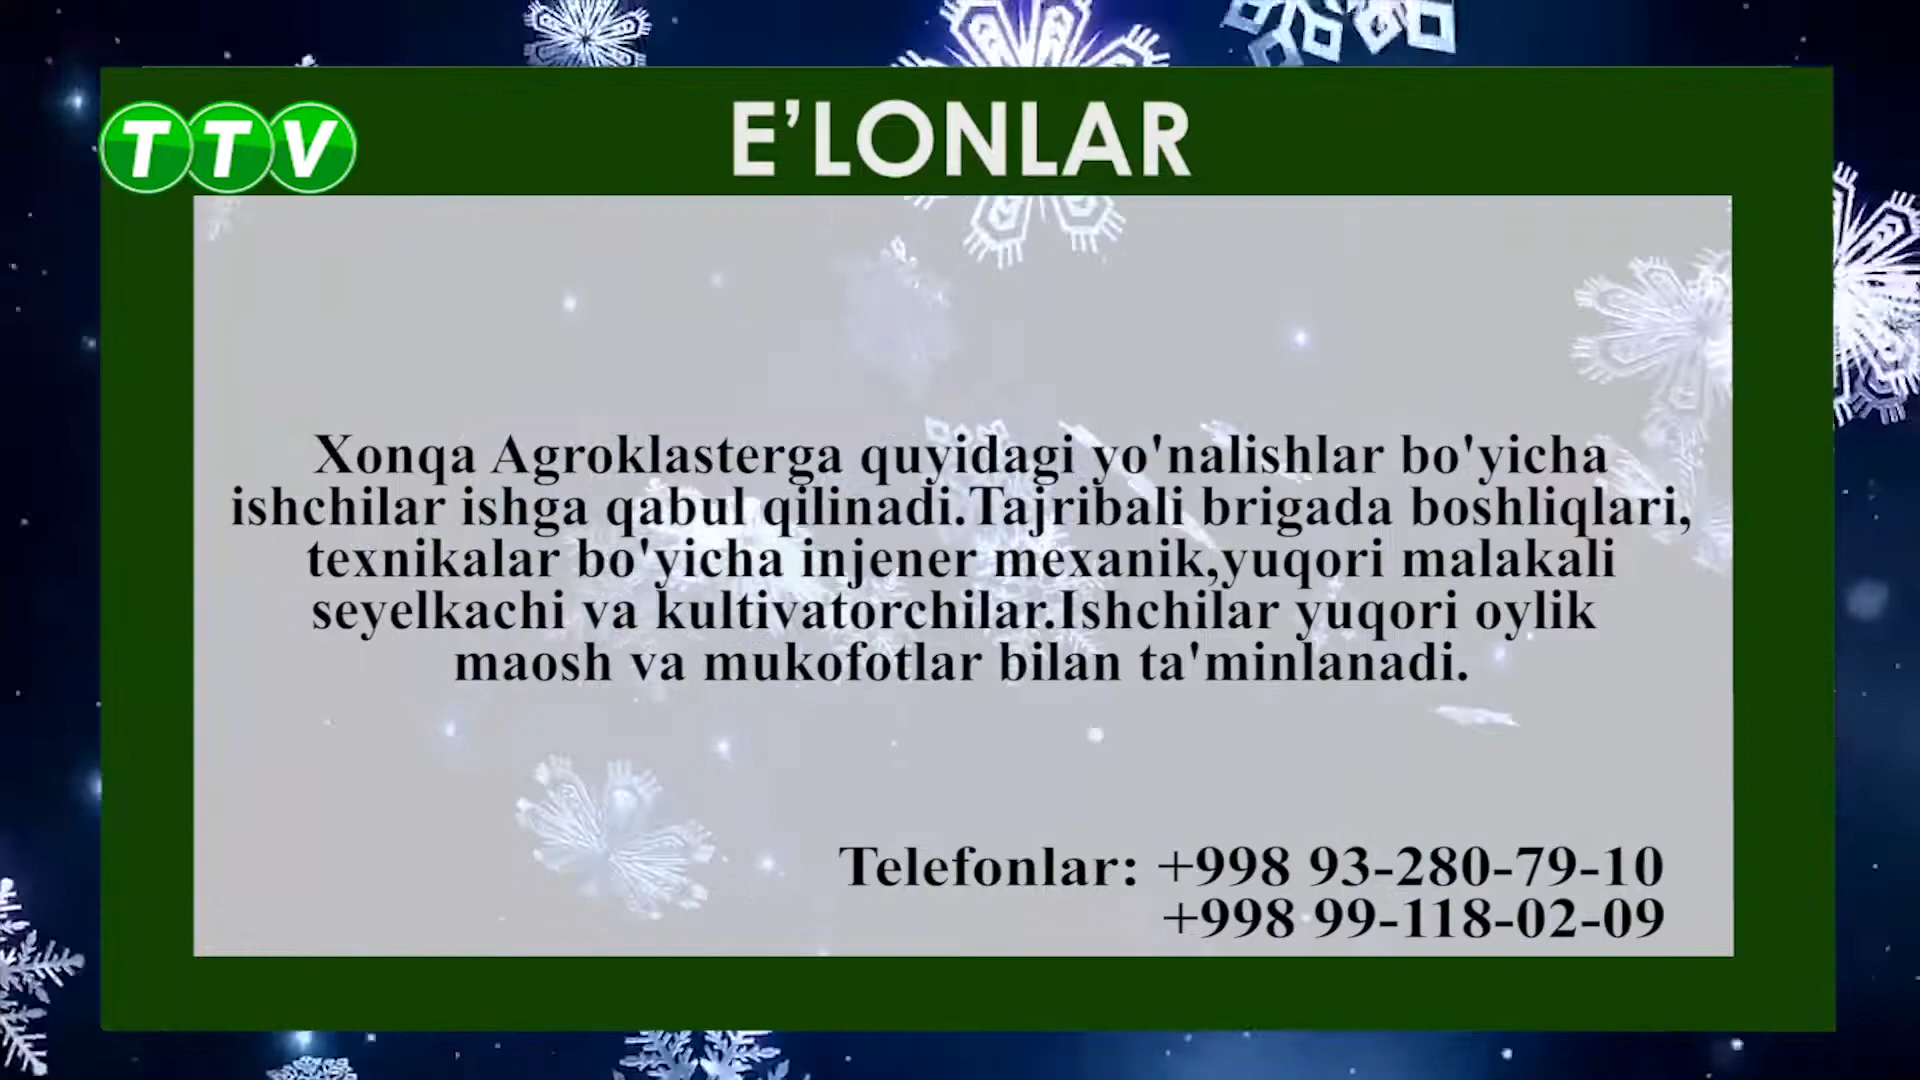 TTV
E’LONLAR
Xonqa Agroklasterga quyidagi yo'nalishlar bo'yicha
ishchilar ishga qabul qilinadi.Tajribali brigada boshliqlari,
texnikalar bo'yicha injener mexanik,yuqori malakali
seyelkachi va kultivatorchilar.Ishchilar yuqori oylik
maosh va mukofotlar bilan ta'minlanadi.
Telefonlar: +998 93-280-79-10
+998 99-118-02-09